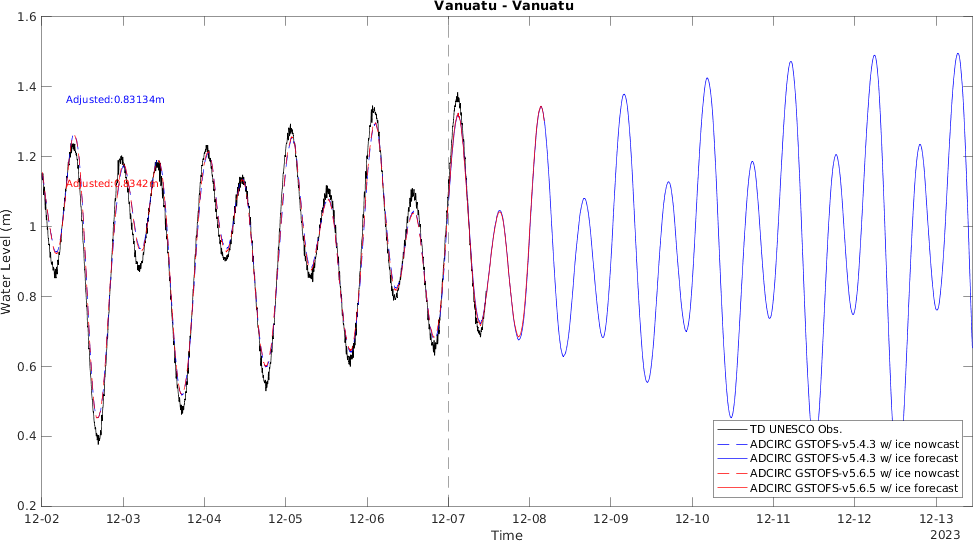 Vanuatu - Vanuatu
1.6
1.4
1.2
1
0.8
0.6
0.4
0.2
Water Level (m)
Adjusted:0.83134m
Adjusted:0.8342m
TD UNESCO Obs.
ADCIRC GSTOFS-v5.4.3 w/ ice nowcast
ADCIRC GSTOFS-v5.4.3 w/ ice forecast
ADCIRC GSTOFS-v5.6.5 w/ ice nowcast
ADCIRC GSTOFS-v5.6.5 w/ ice forecast
12-02 12-03 12-04 12-05 12-06 12-07 12-08 12-09 12-10 12-11 12-12 12-13
Time
2023